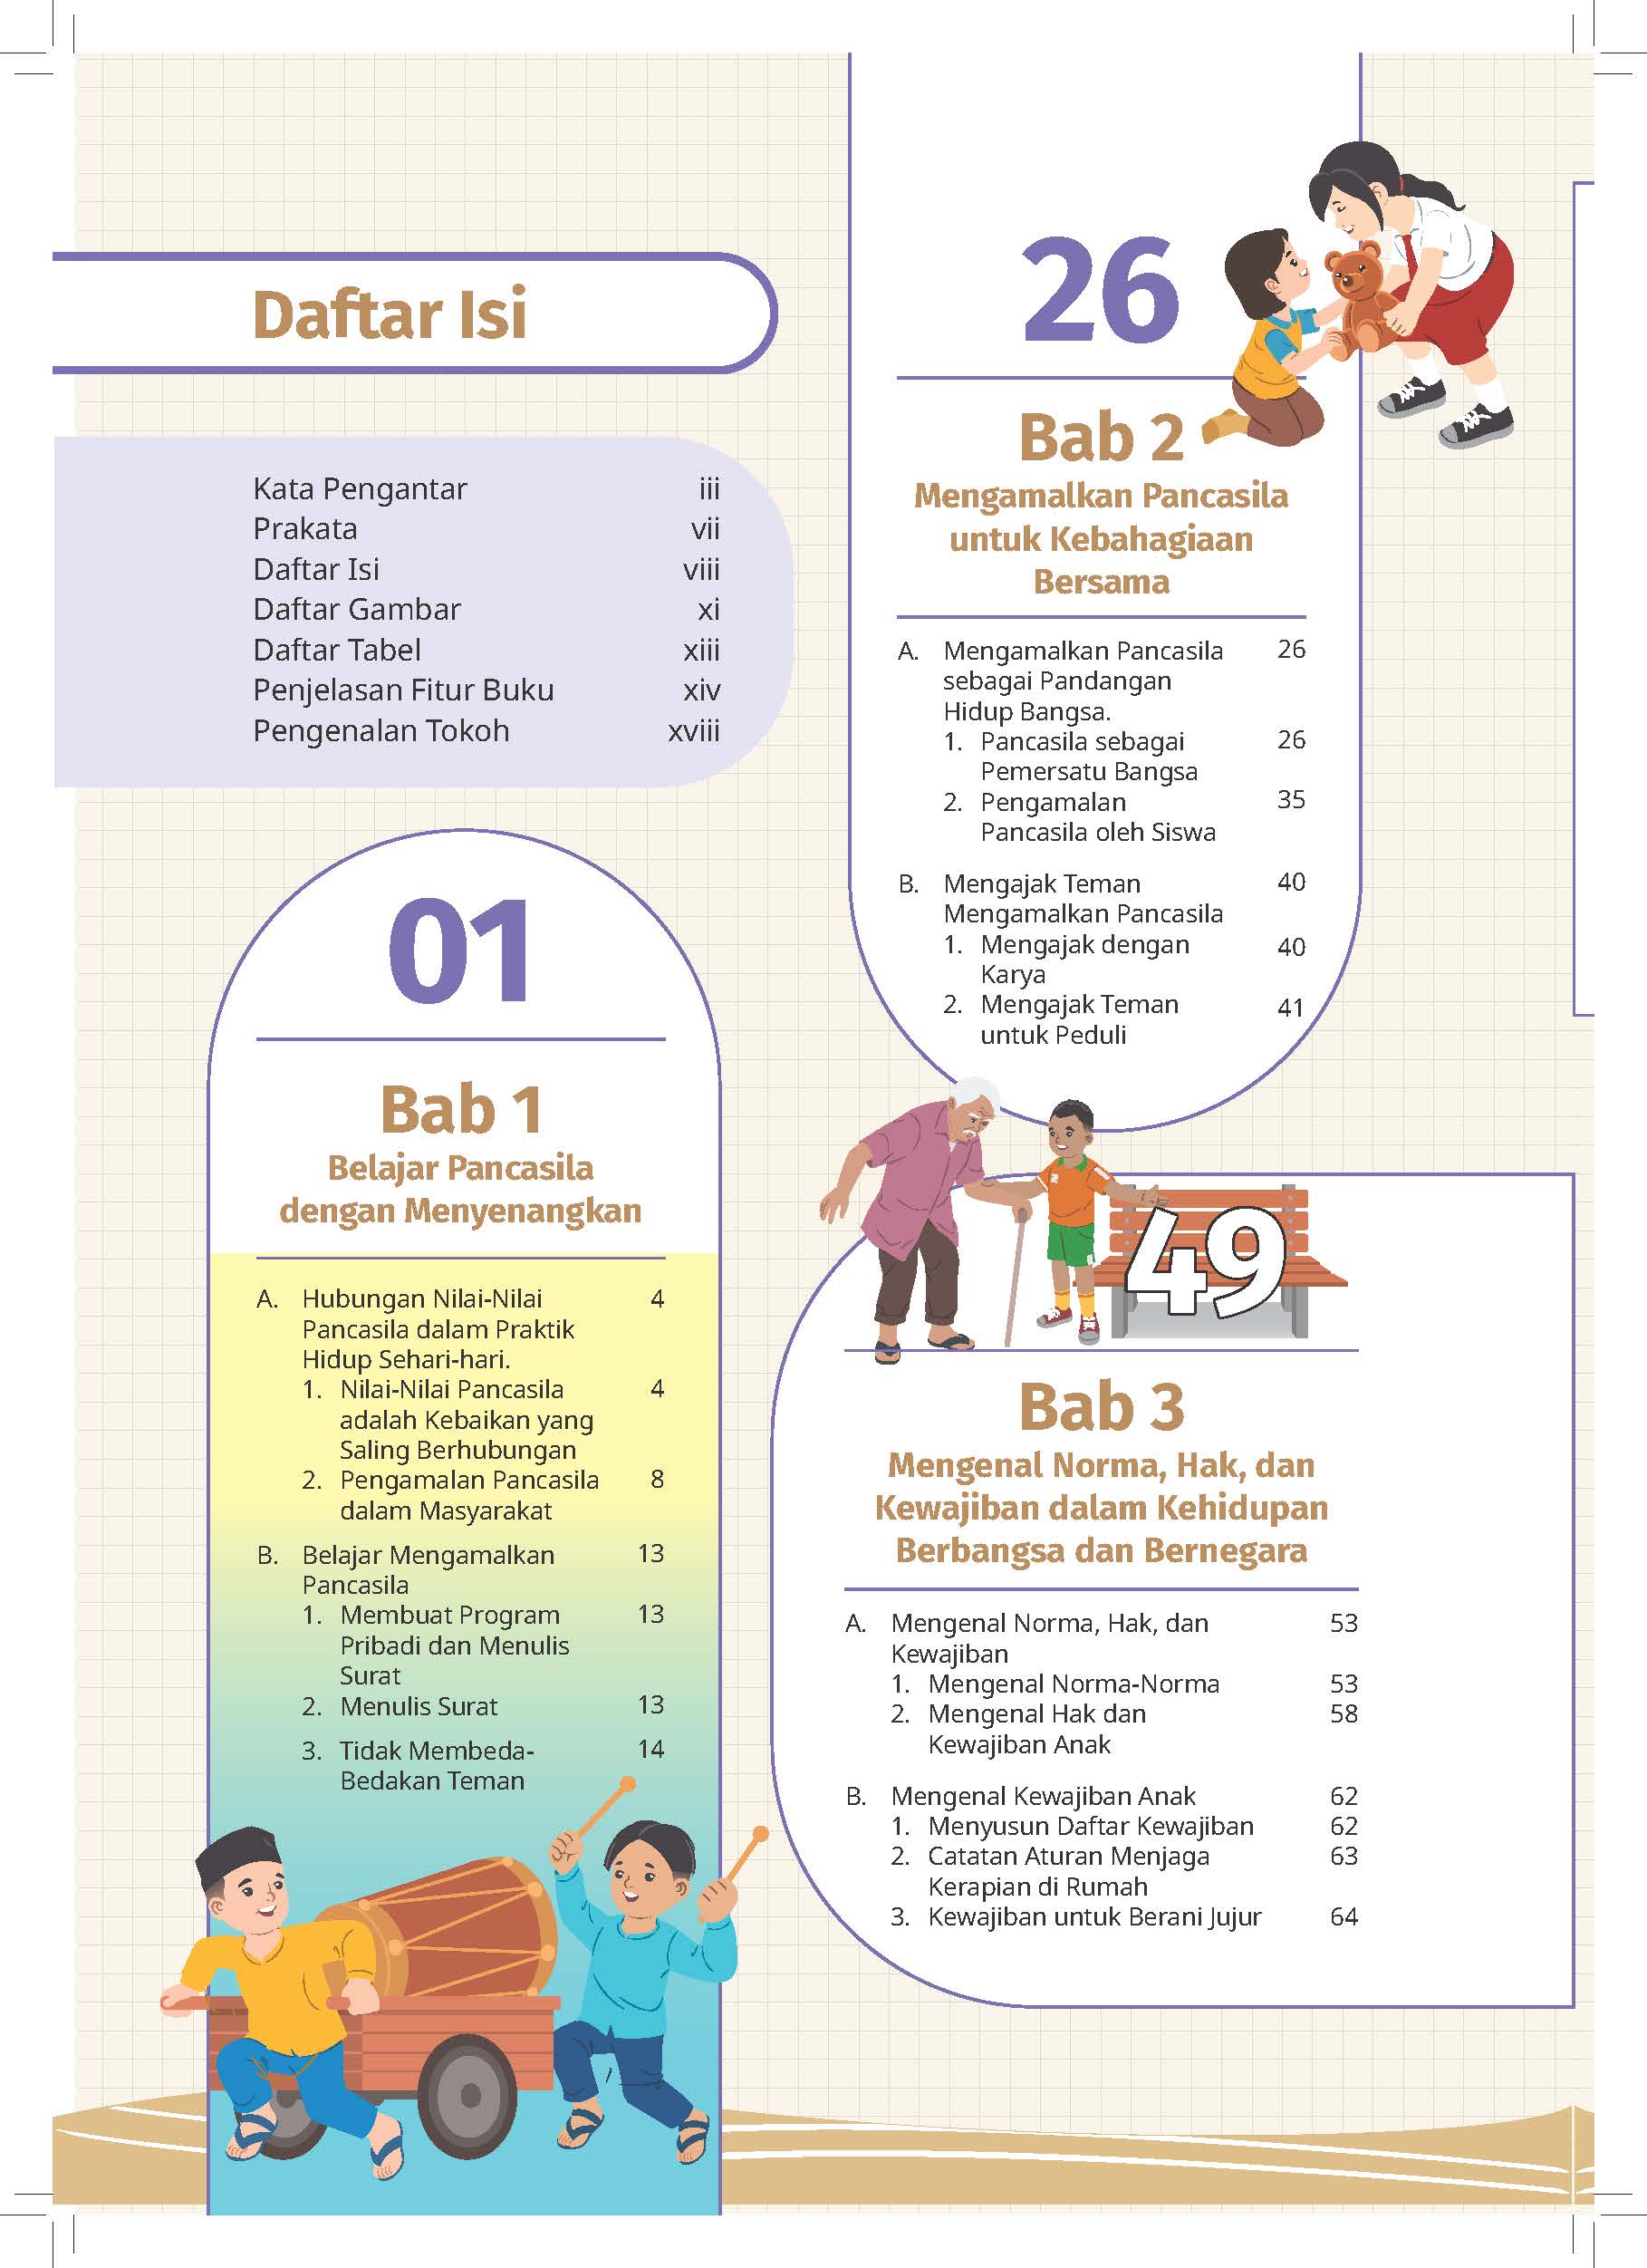 Daftar Isi
Kata Pengantar iii
Prakata vii
Daftar Isi viii
Daftar Gambar xi
Daftar Tabel xiii
Penjelasan Fitur Buku xiv
Pengenalan Tokoh xviii
01
Bab 1
Belajar Pancasila
dengan Menyenangkan
A. Hubungan Nilai-Nilai 4
Pancasila dalam Praktik
Hidup Sehari-hari.
1. Nilai-Nilai Pancasila 4
adalah Kebaikan yang
Saling Berhubungan
2. Pengamalan Pancasila 8
dalam Masyarakat
B. Belajar Mengamalkan 13
Pancasila
1. Membuat Program 13
Pribadi dan Menulis
Surat
2. Menulis Surat 13
3. Tidak Membeda- 14
Bedakan Teman
26
Bab 2
Mengamalkan Pancasila
untuk Kebahagiaan
Bersama
A. Mengamalkan Pancasila 26
sebagai Pandangan
Hidup Bangsa.
1. Pancasila sebagai 26
Pemersatu Bangsa
2. Pengamalan 35
Pancasila oleh Siswa
B. Mengajak Teman 40
Mengamalkan Pancasila
1. Mengajak dengan 40
Karya
2. Mengajak Teman 41
untuk Peduli
49
Bab 3
Mengenal Norma, Hak, dan
Kewajiban dalam Kehidupan
Berbangsa dan Bernegara
A. Mengenal Norma, Hak, dan 53
Kewajiban
1. Mengenal Norma-Norma 53
2. Mengenal Hak dan 58
Kewajiban Anak
B. Mengenal Kewajiban Anak 62
1. Menyusun Daftar Kewajiban 62
2. Catatan Aturan Menjaga 63
Kerapian di Rumah
3. Kewajiban untuk Berani Jujur 64